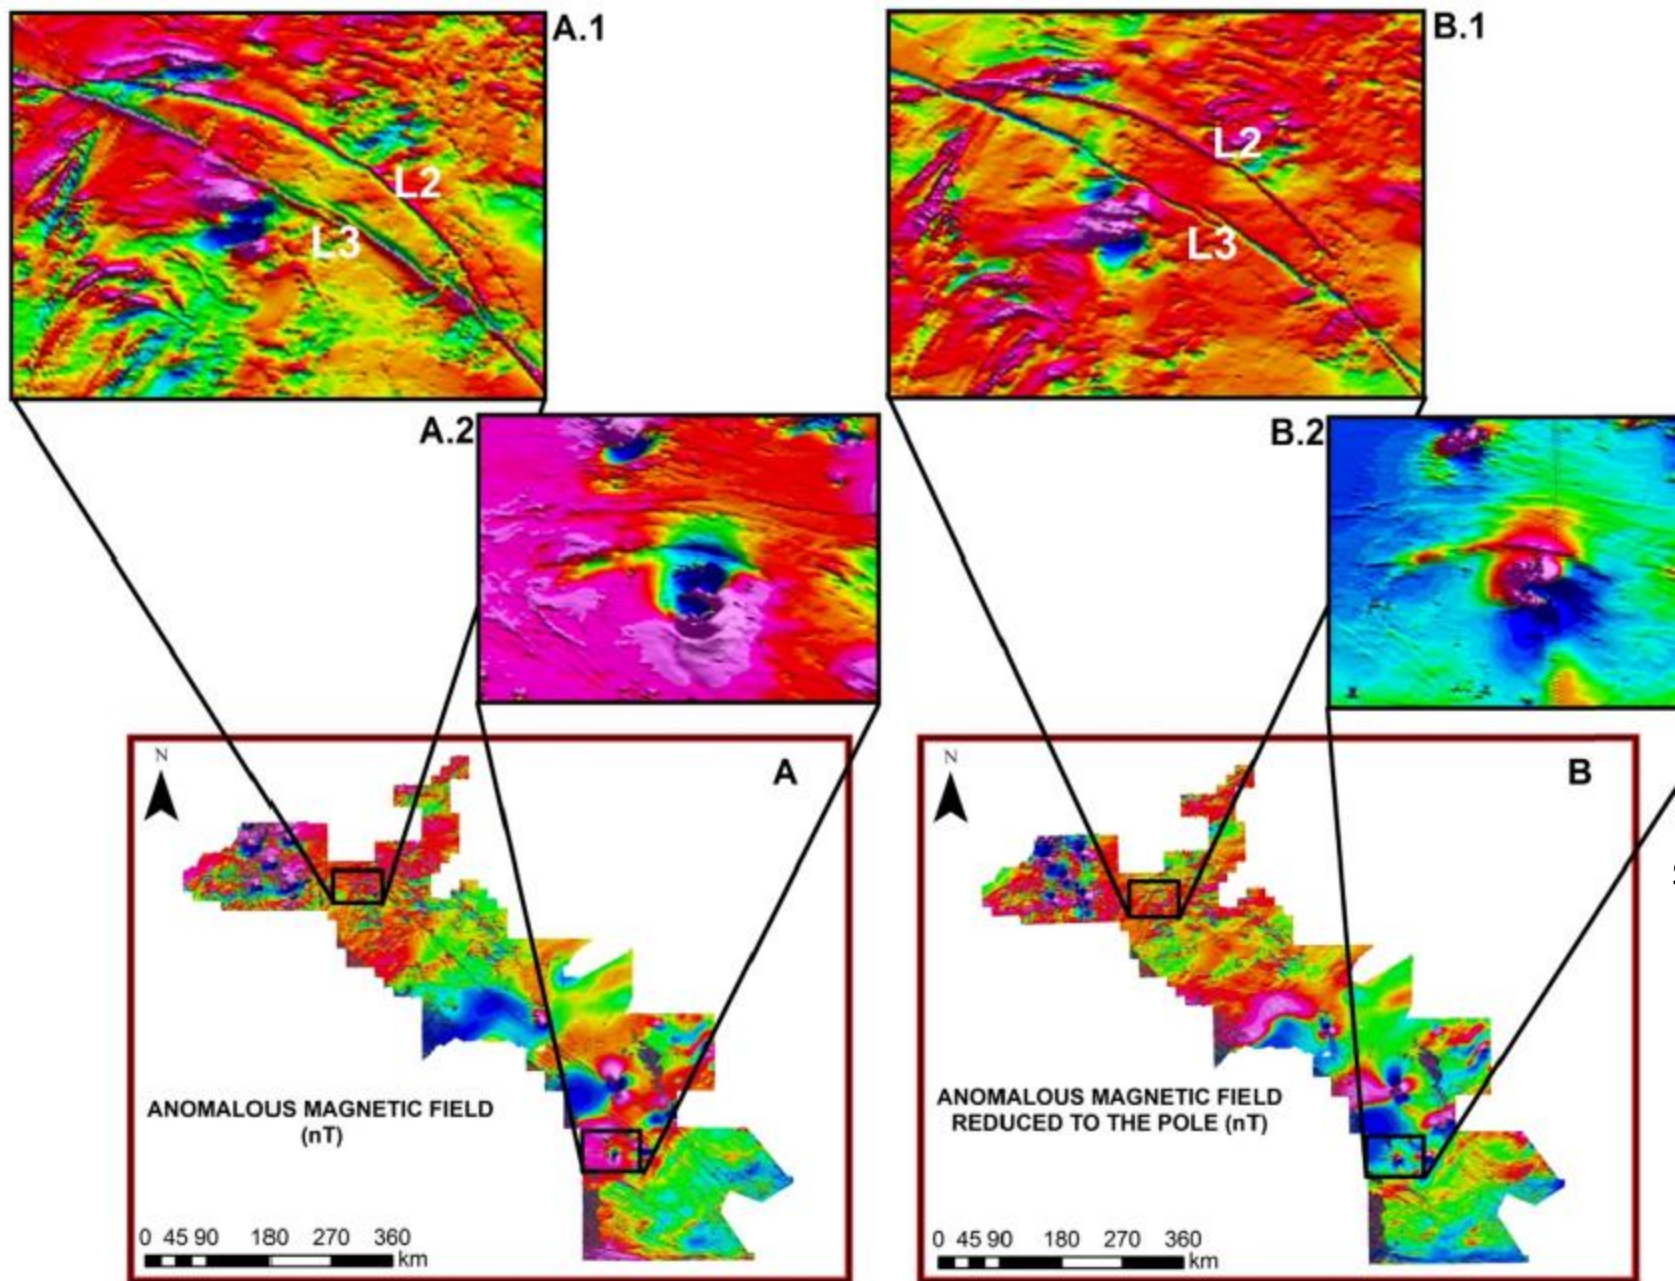 A.1
L2
L3
B.1
L2
L3
A.2
B.2
N
A
ANOMALOUS MAGNETIC FIELD
(nT)
0 45 90 180 270 360
km
N
B
ANOMALOUS MAGNETIC FIELD
REDUCED TO THE POLE (nT)
0 45 90 180 270 360
km